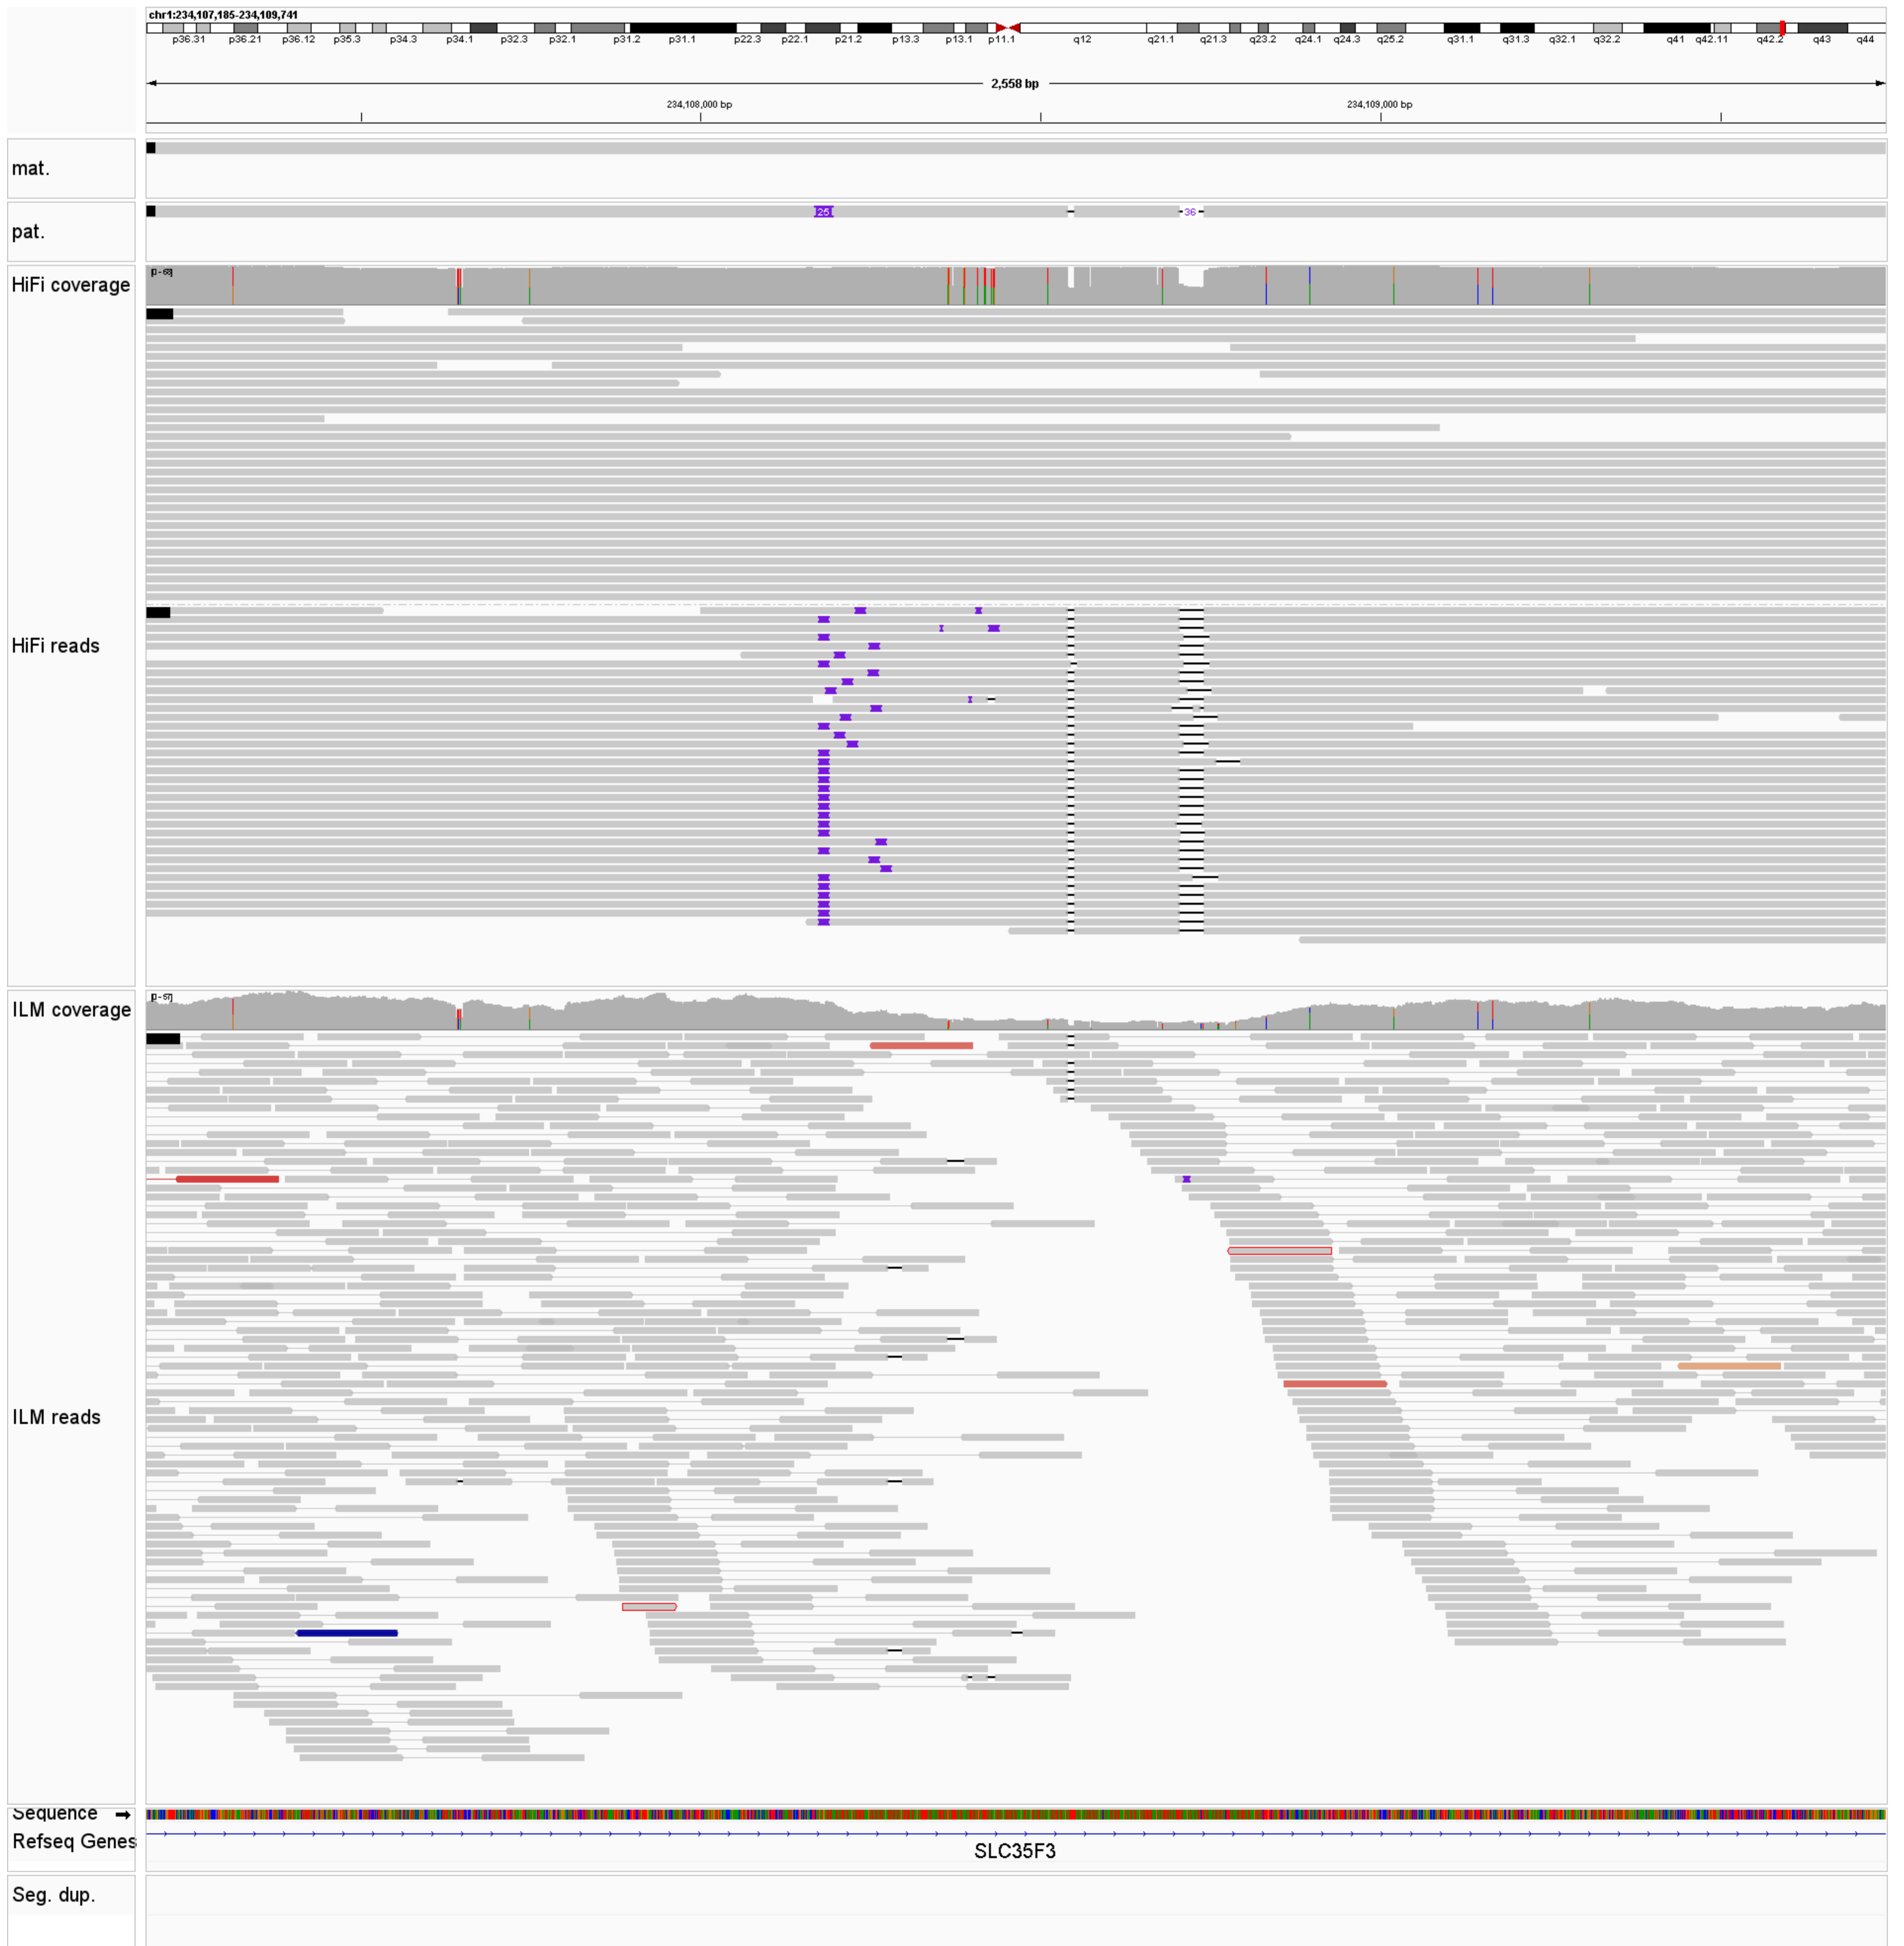 chr1:234,107,185-234,109,741
p36.31 p36.21 p36.12 p35.3 p34.3 p34.1 p32.3 p32.1 p31.2 p31.1 p22.3 p22.1 p21.2 p13.3 p13.1 p11.1 q12 q21.1 q21.3 q23.2 q24.1 q24.3 q25.2 q31.1 q31.3 q32.1 q32.2 q41 q42.11 q42.2 q43 q44
2,558 bp
234,108,000 bp 234,109,000 bp
mat.
pat.
25 36
HiFi coverage
HiFi reads
ILM coverage
ILM reads
Sequence
Refseq Genes
SLC35F3
Seg. dup.